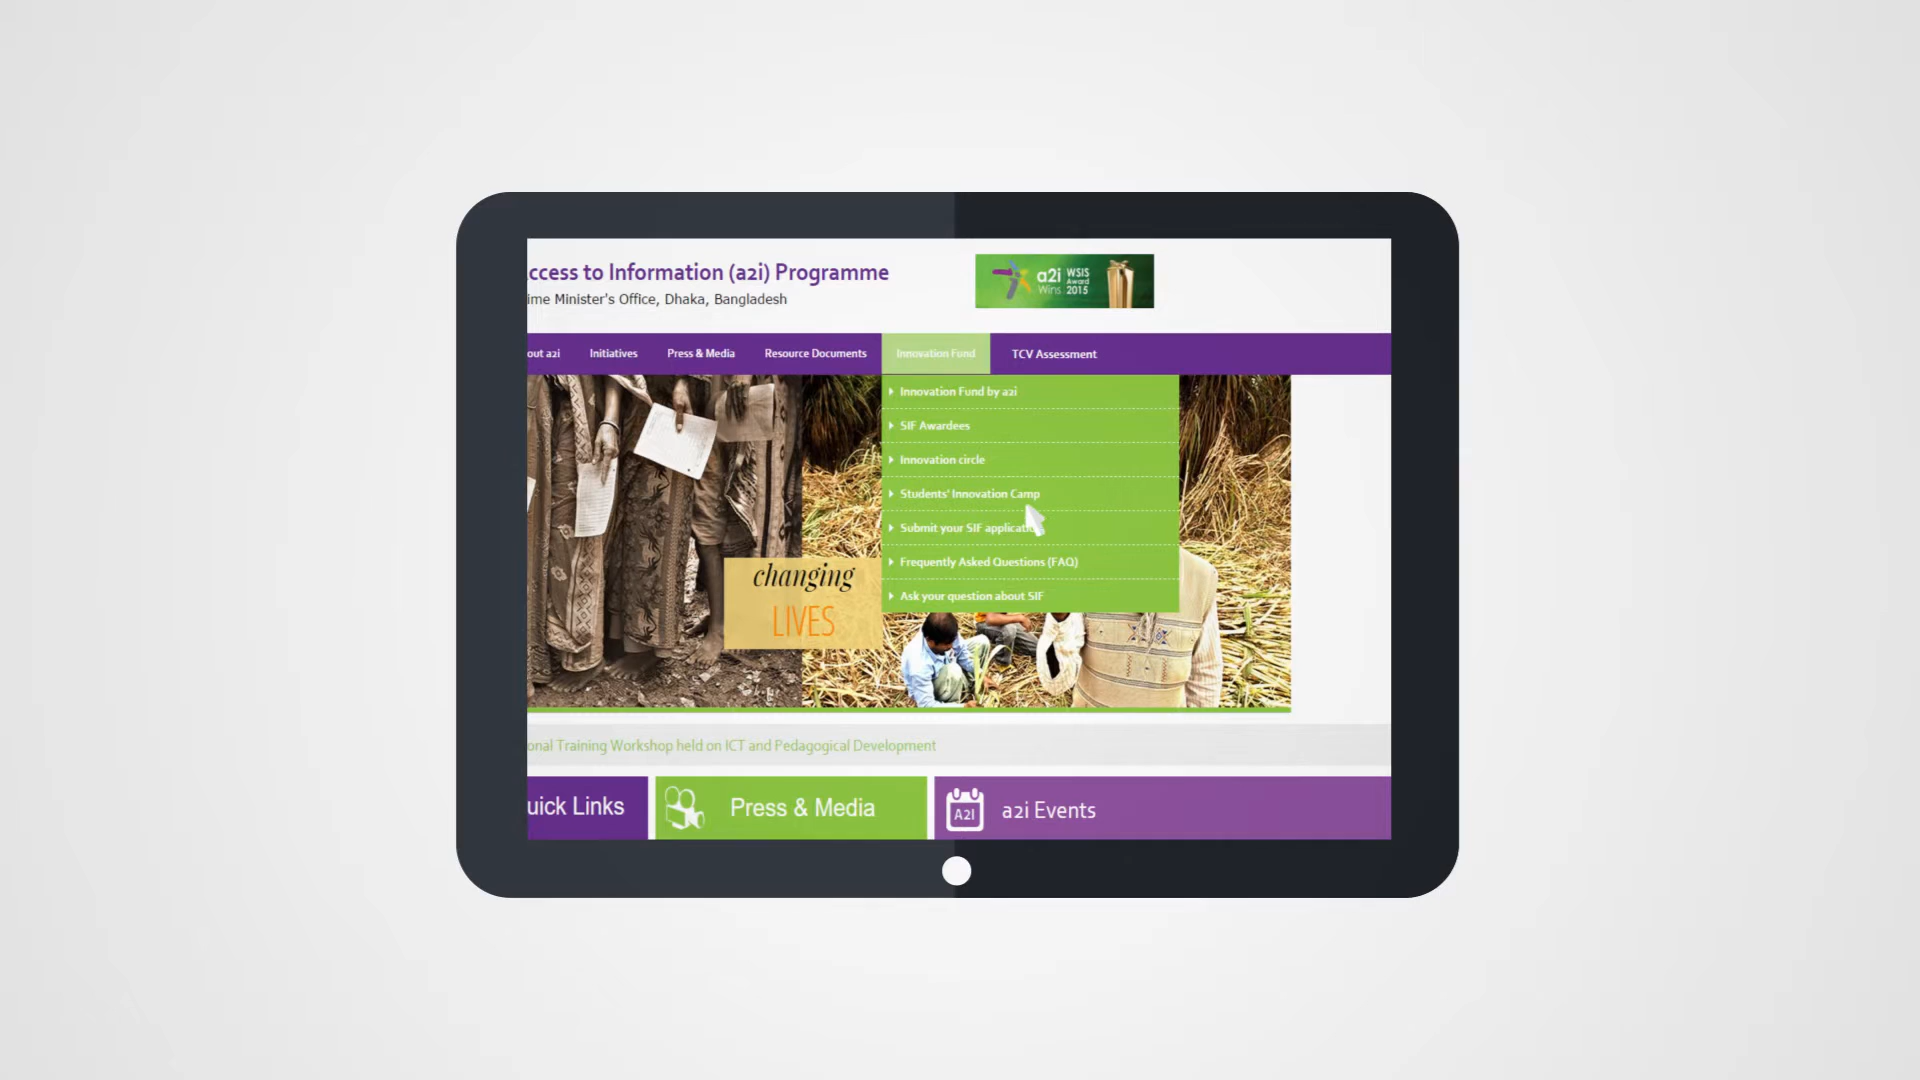 ccess to Information (a2i) Programme
ime Minister's Office, Dhaka, Bangladesh
a2i Wins WSIS Award 2015
out a2i Initiatives Press & Media Resource Documents Innovation Fund TCV Assessment
Innovation Fund by a2i
SIF Awardees
Innovation circle
Students' Innovation Camp
Submit your SIF applicati
Frequently Asked Questions (FAQ)
Ask your question about SIF
changing
LIVES
onal Training Workshop held on ICT and Pedagogical Development
uick Links
Press & Media
A2I
a2i Events